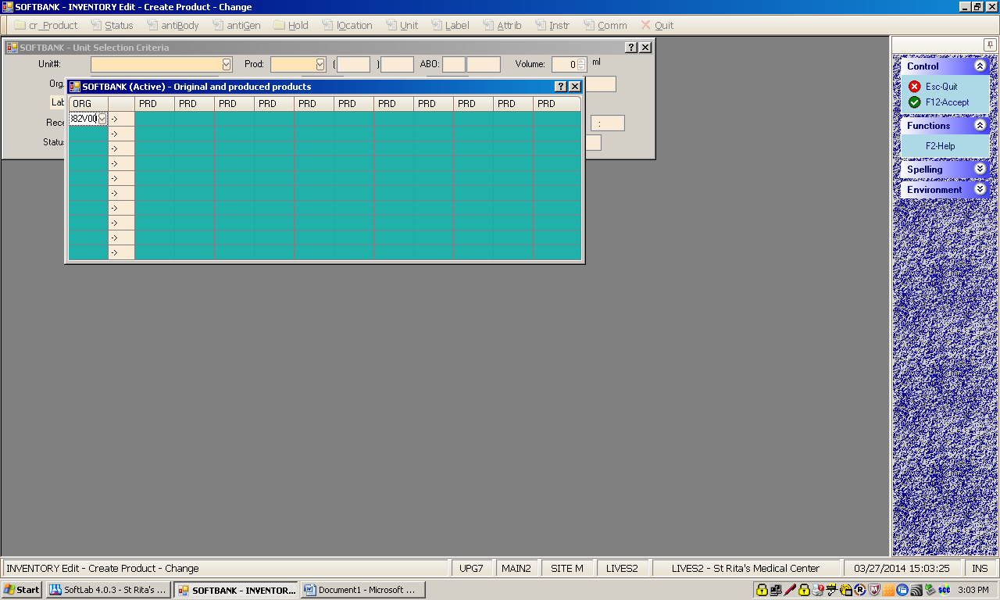 SOFTBANK - INVENTORY Edit - Create Product - Change
cr_Product Status antiBody antiGen Hold lOcation Unit Label Attrib Instr Comm Quit
SOFTBANK - Unit Selection Criteria
Unit#: Prod: ( ) ABO: Volume: 0 ml
Org.
SOFTBANK (Active) - Original and produced products
Lab
ORG PRD PRD PRD PRD PRD PRD PRD PRD PRD PRD PRD
->
Rece :
->
Status
->
->
->
->
->
->
->
->
Control
Esc-Quit
F12-Accept
Functions
F2-Help
Spelling
Environment
INVENTORY Edit - Create Product - Change UPG7 MAIN2 SITE M LIVES2 LIVES2 - St Rita's Medical Center 03/27/2014 15:03:25 INS
Start SoftLab 4.0.3 - St Rita's ... SOFTBANK - INVENTOR... Document1 - Microsoft ... scc 3:03 PM